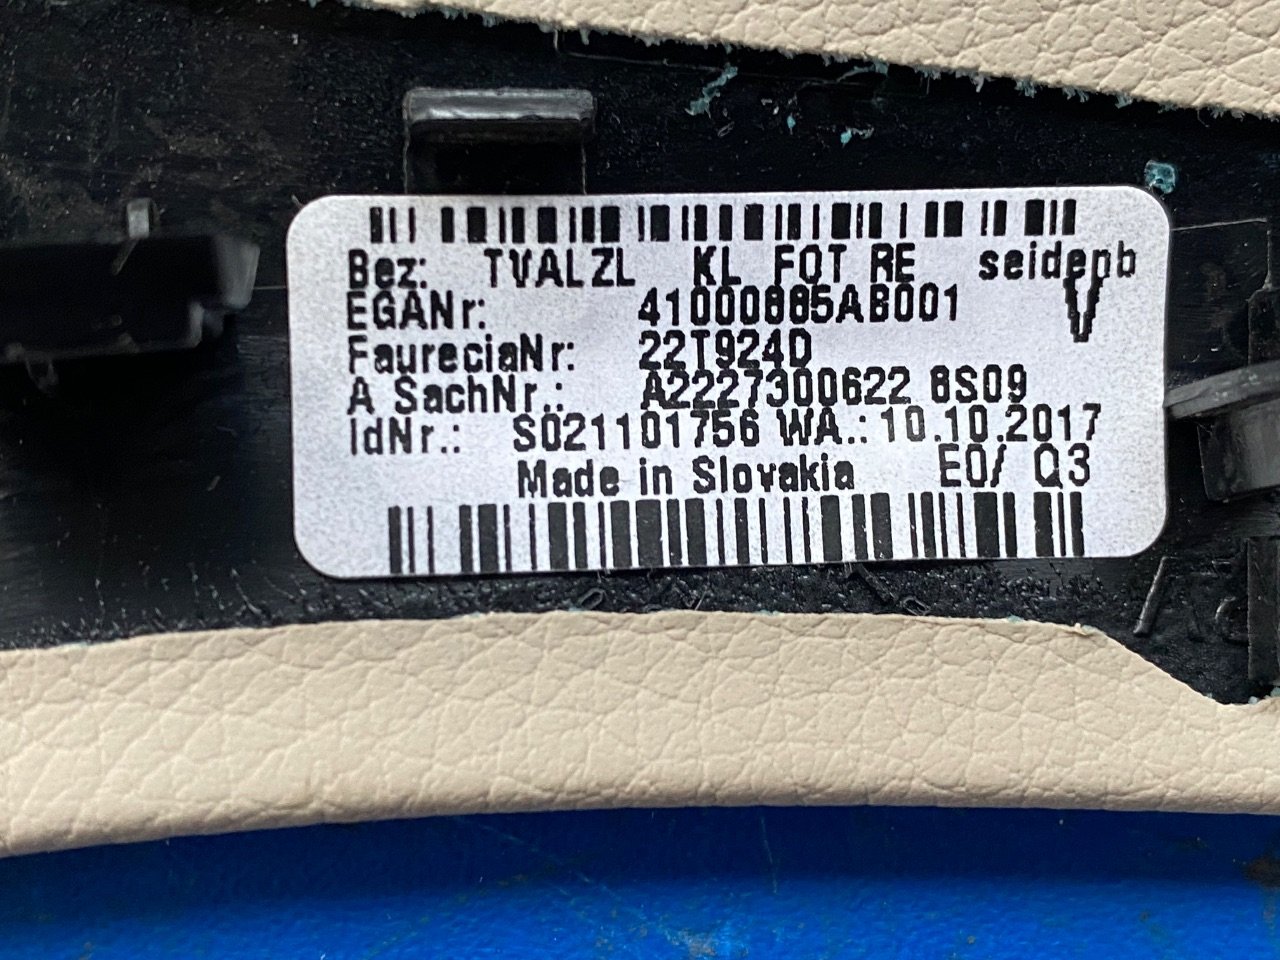 Bez: TVALZL KL FOT RE seidenb
V
EGANr: 41000885AB001
FaureciaNr: 22T924D
A SachNr.: A2227300622 8S09
IdNr.: S021101756 WA.: 10.10.2017
Made in Slovakia E0/ Q3